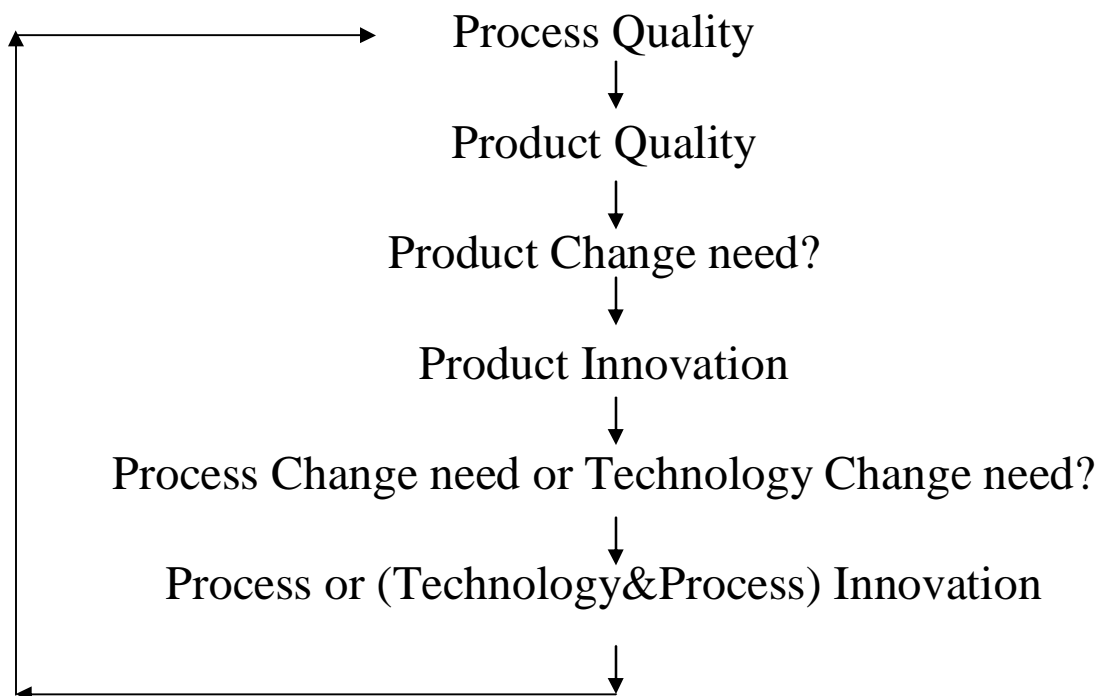 Process Quality
Product Quality
Product Change need?
Product Innovation
Process Change need or Technology Change need?
Process or (Technology&Process) Innovation